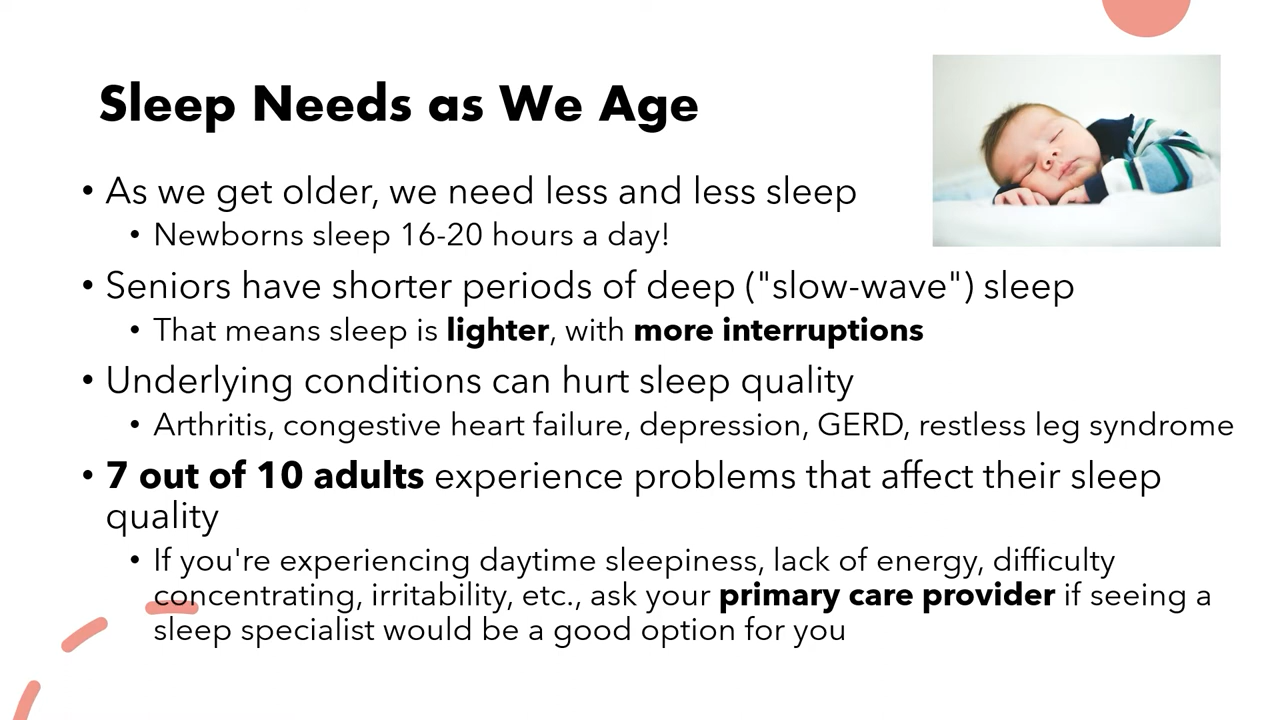 Sleep Needs as We Age
• As we get older, we need less and less sleep
• Newborns sleep 16-20 hours a day!
• Seniors have shorter periods of deep ("slow-wave") sleep
• That means sleep is lighter, with more interruptions
• Underlying conditions can hurt sleep quality
• Arthritis, congestive heart failure, depression, GERD, restless leg syndrome
• 7 out of 10 adults experience problems that affect their sleep
quality
• If you're experiencing daytime sleepiness, lack of energy, difficulty
concentrating, irritability, etc., ask your primary care provider if seeing a
sleep specialist would be a good option for you